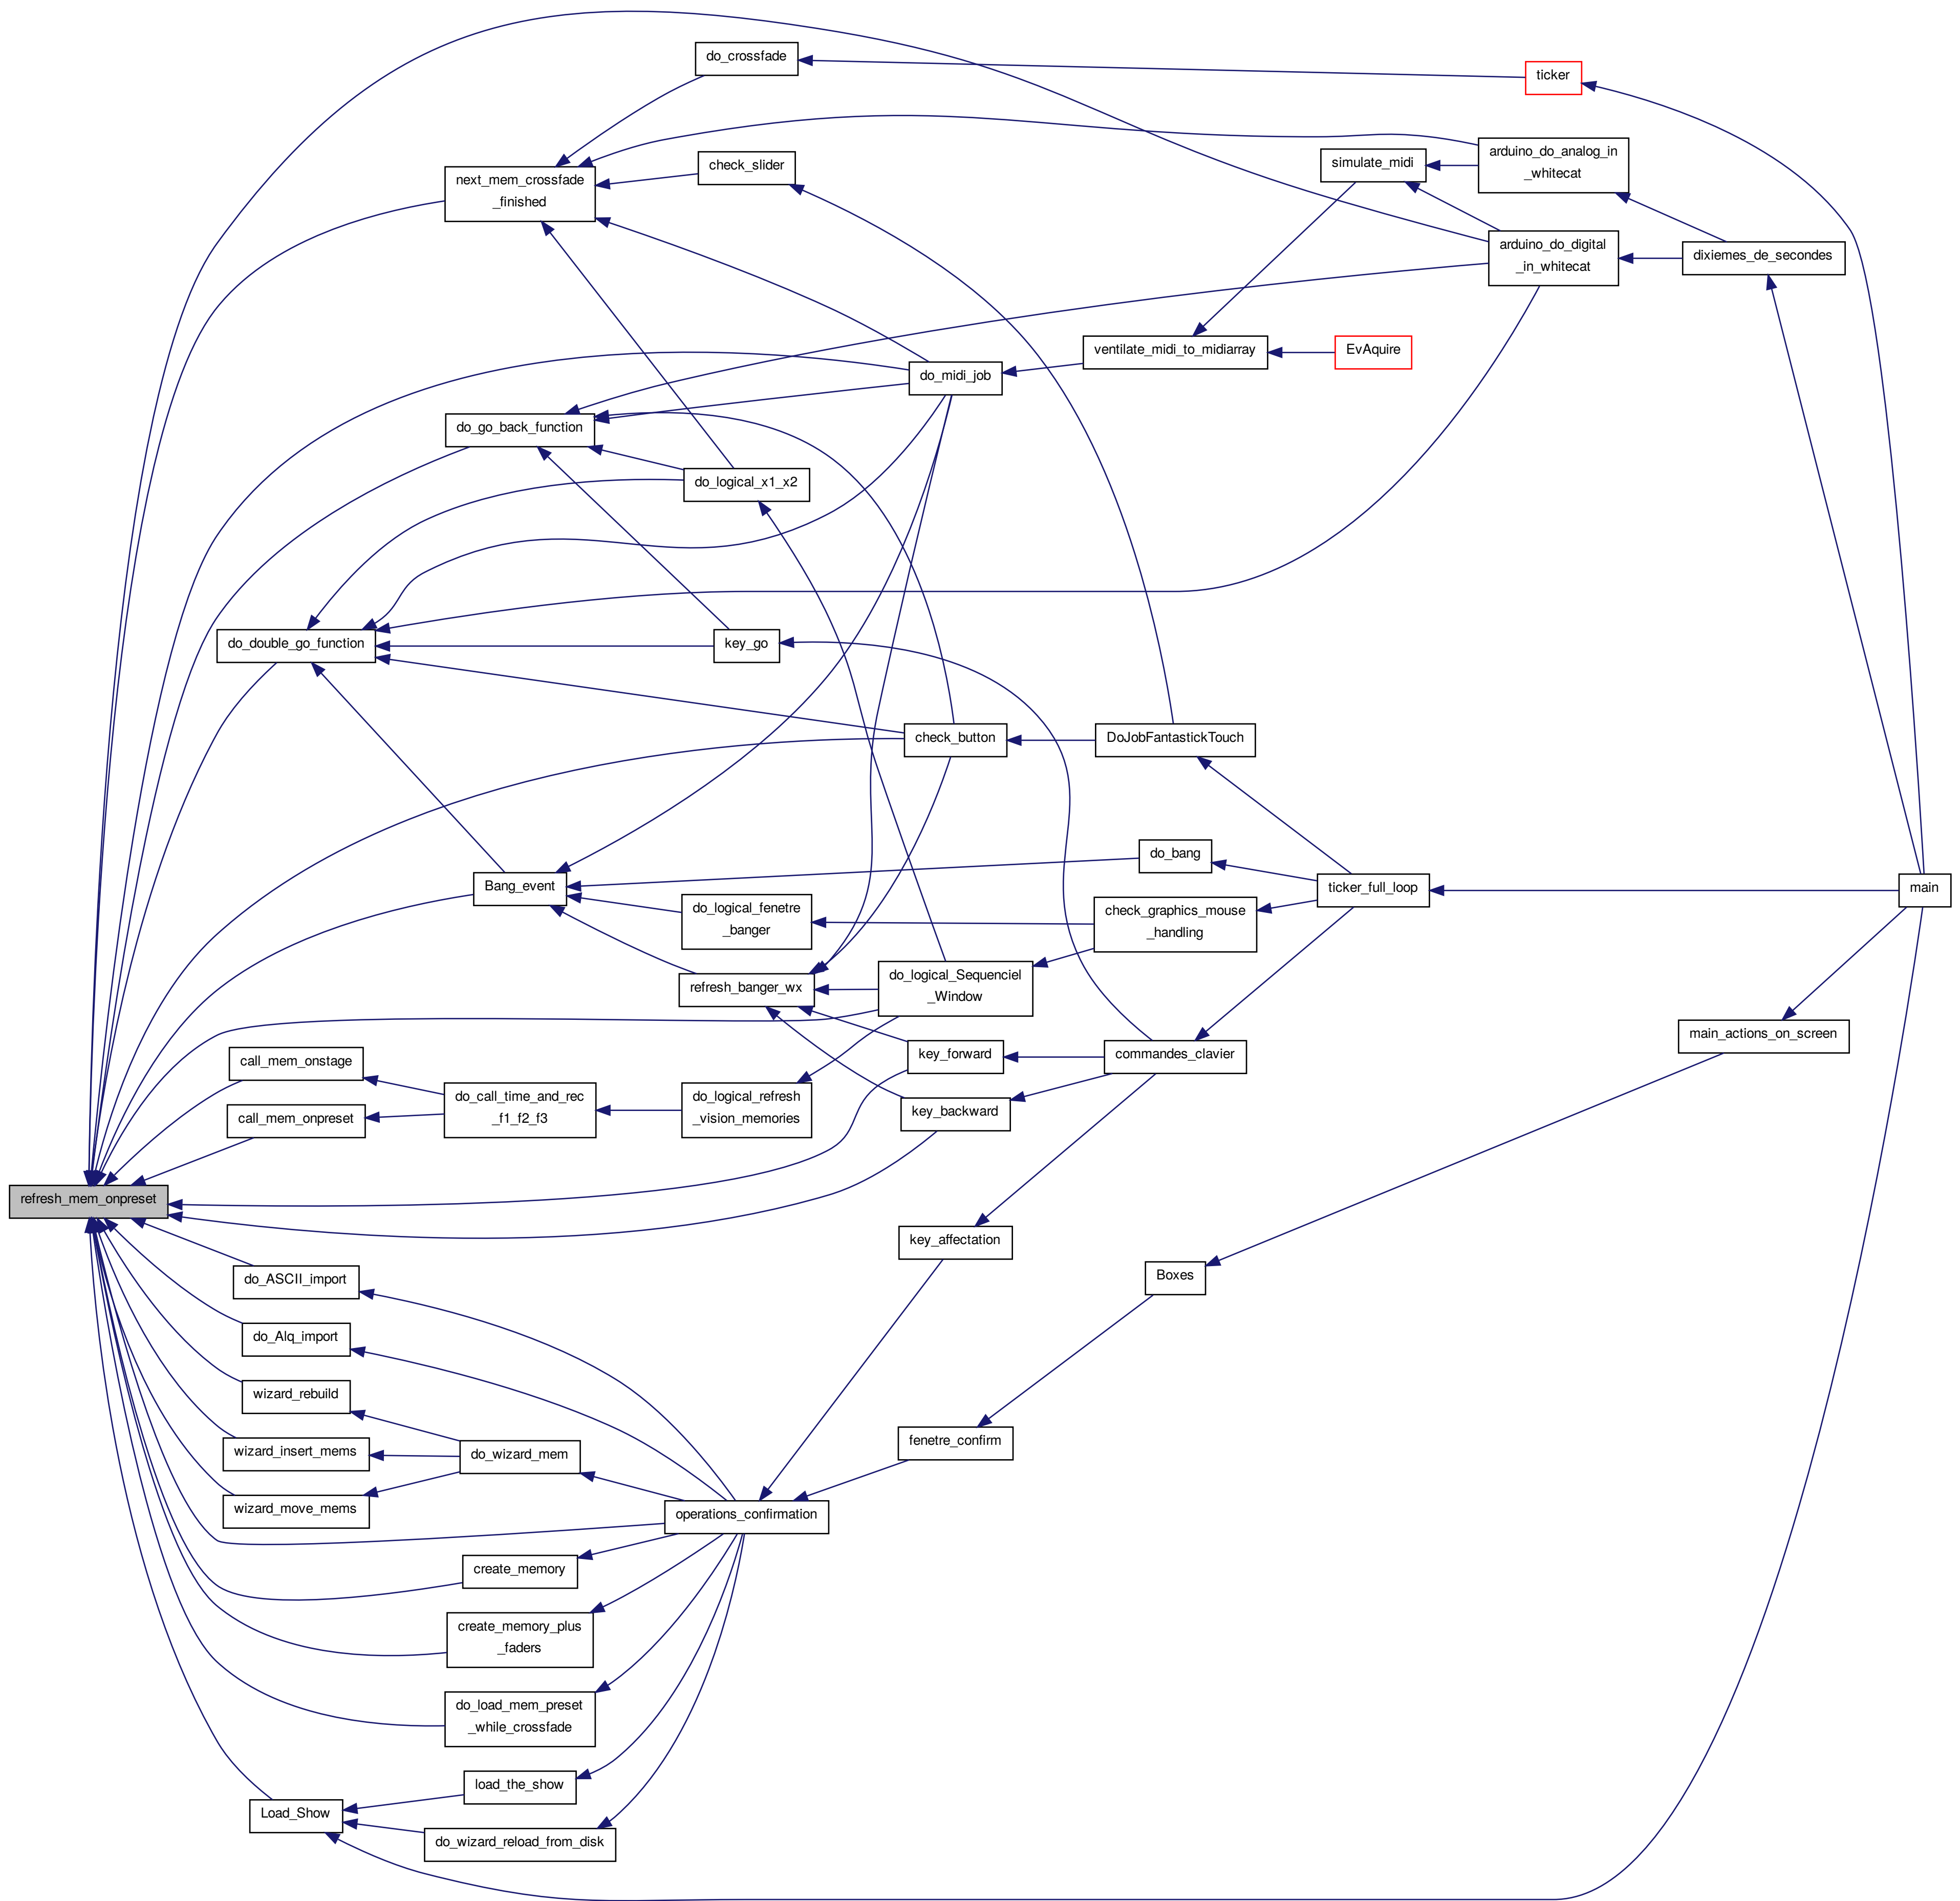 do_crossfade
ticker
next_mem_crossfade
_finished
check_slider
simulate_midi
arduino_do_analog_in
_whitecat
arduino_do_digital
_in_whitecat
dixiemes_de_secondes
ventilate_midi_to_midiarray
EvAquire
do_midi_job
do_go_back_function
do_logical_x1_x2
do_double_go_function
key_go
check_button
DoJobFantastickTouch
Bang_event
do_bang
ticker_full_loop
main
do_logical_fenetre
_banger
check_graphics_mouse
_handling
refresh_banger_wx
do_logical_Sequenciel
_Window
main_actions_on_screen
call_mem_onstage
key_forward
commandes_clavier
call_mem_onpreset
do_call_time_and_rec
_f1_f2_f3
do_logical_refresh
_vision_memories
key_backward
refresh_mem_onpreset
key_affectation
do_ASCII_import
Boxes
do_Alq_import
wizard_rebuild
wizard_insert_mems
do_wizard_mem
fenetre_confirm
wizard_move_mems
operations_confirmation
create_memory
create_memory_plus
_faders
do_load_mem_preset
_while_crossfade
load_the_show
Load_Show
do_wizard_reload_from_disk